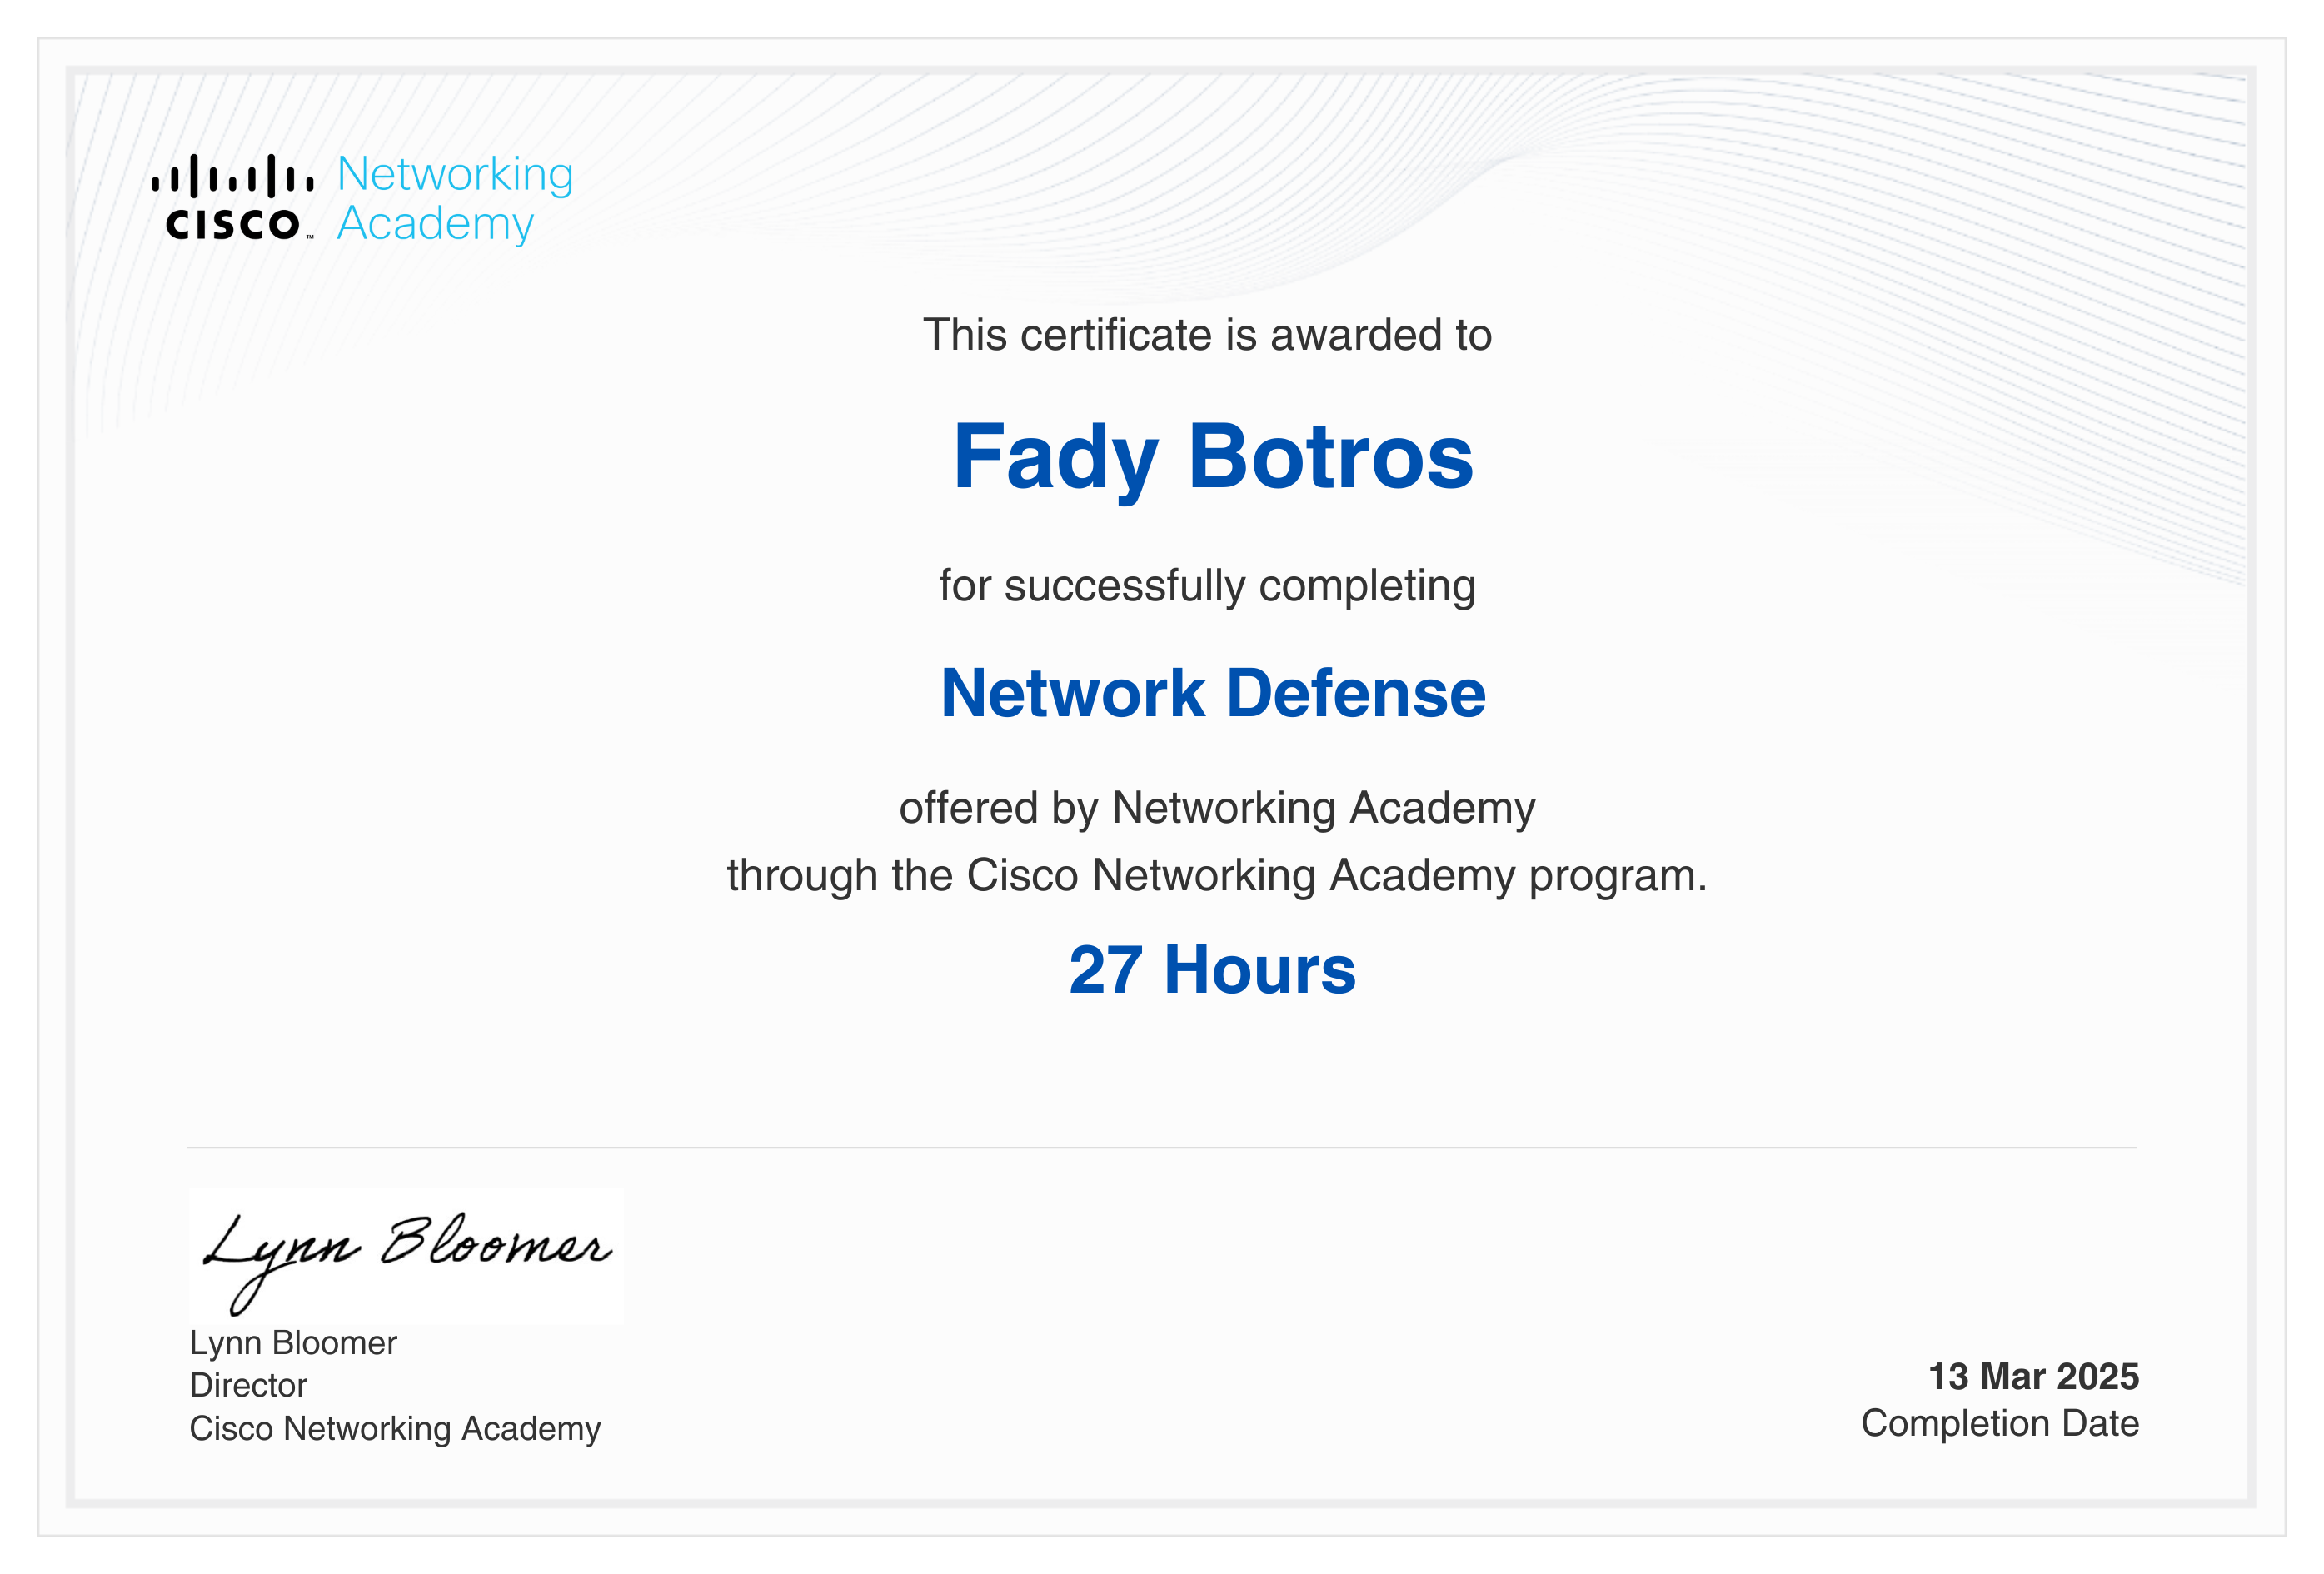 Networking
Academy
CISCO ™
This certificate is awarded to
Fady Botros
for successfully completing
Network Defense
offered by Networking Academy
through the Cisco Networking Academy program.
27 Hours
Lynn Bloomer
Lynn Bloomer
Director
Cisco Networking Academy
13 Mar 2025
Completion Date